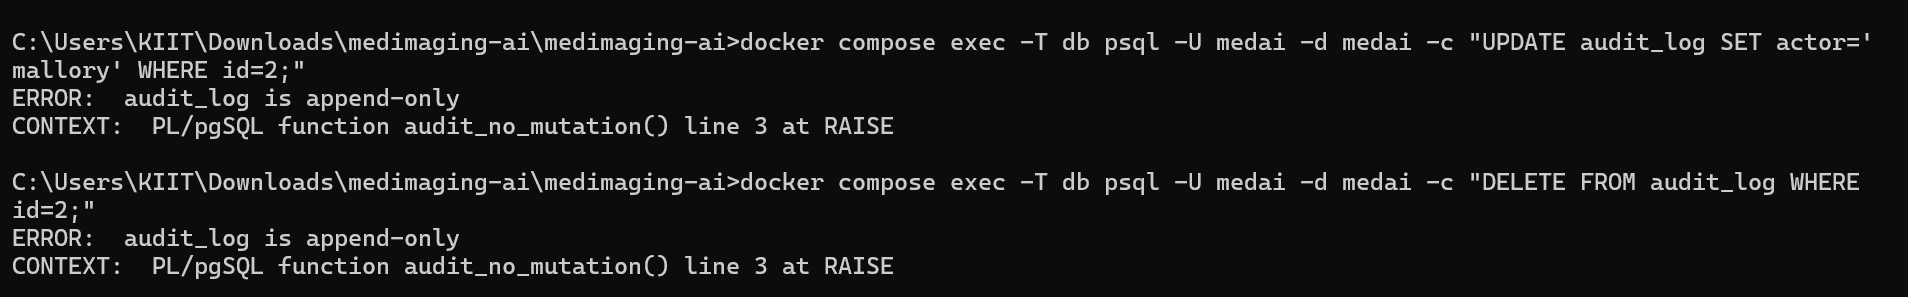 C:\Users\KIIT\Downloads\medimaging-ai\medimaging-ai>docker compose exec -T db psql -U medai -d medai -c "UPDATE audit_log SET actor='
mallory' WHERE id=2;"
ERROR:  audit_log is append-only
CONTEXT:  PL/pgSQL function audit_no_mutation() line 3 at RAISE
C:\Users\KIIT\Downloads\medimaging-ai\medimaging-ai>docker compose exec -T db psql -U medai -d medai -c "DELETE FROM audit_log WHERE
id=2;"
ERROR:  audit_log is append-only
CONTEXT:  PL/pgSQL function audit_no_mutation() line 3 at RAISE